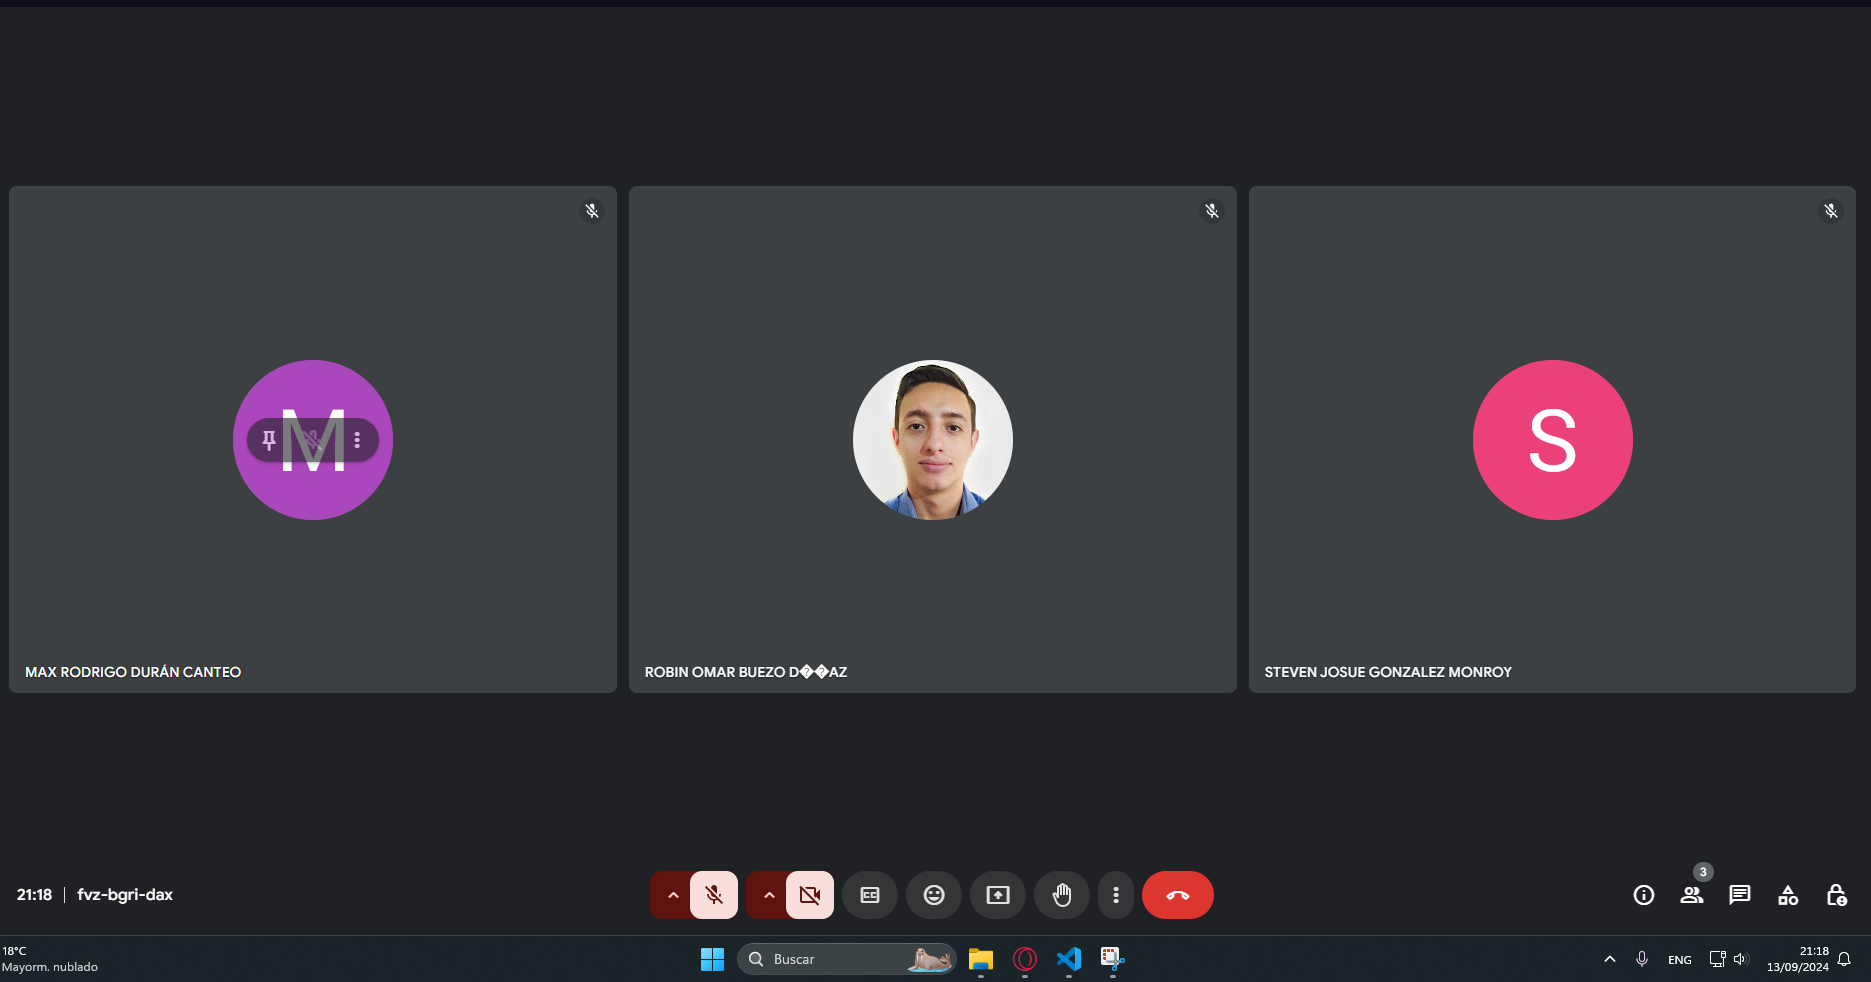 M
S
MAX RODRIGO DURÁN CANTEO
ROBIN OMAR BUEZO D��AZ
STEVEN JOSUE GONZALEZ MONROY
21:18 | fvz-bgri-dax
CC
3
18°C
Mayorm. nublado
Buscar
ENG
21:18
13/09/2024